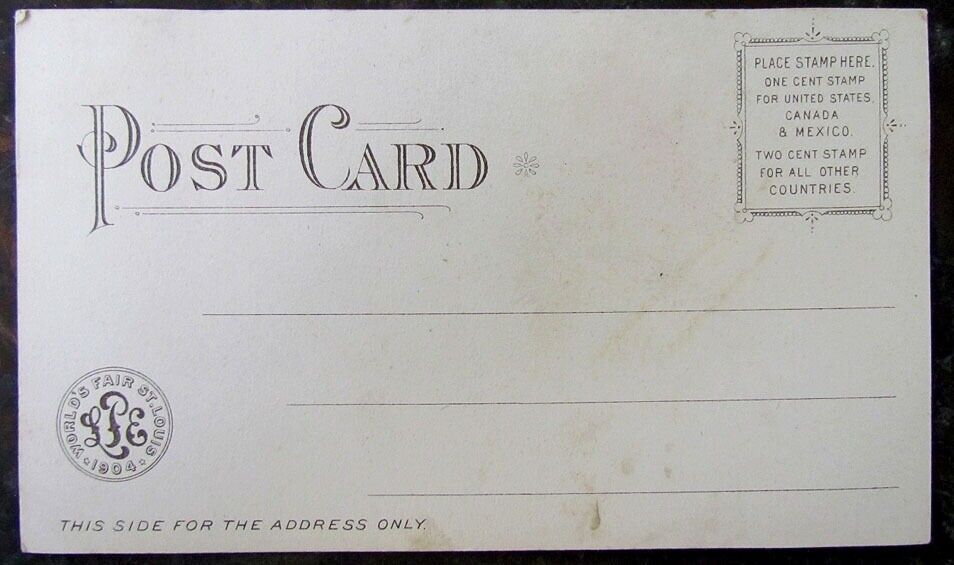 POST CARD
PLACE STAMP HERE.
ONE CENT STAMP
FOR UNITED STATES,
CANADA
& MEXICO.
TWO CENT STAMP
FOR ALL OTHER
COUNTRIES.
WORLD'S FAIR ST. LOUIS
LPE
1904
THIS SIDE FOR THE ADDRESS ONLY.